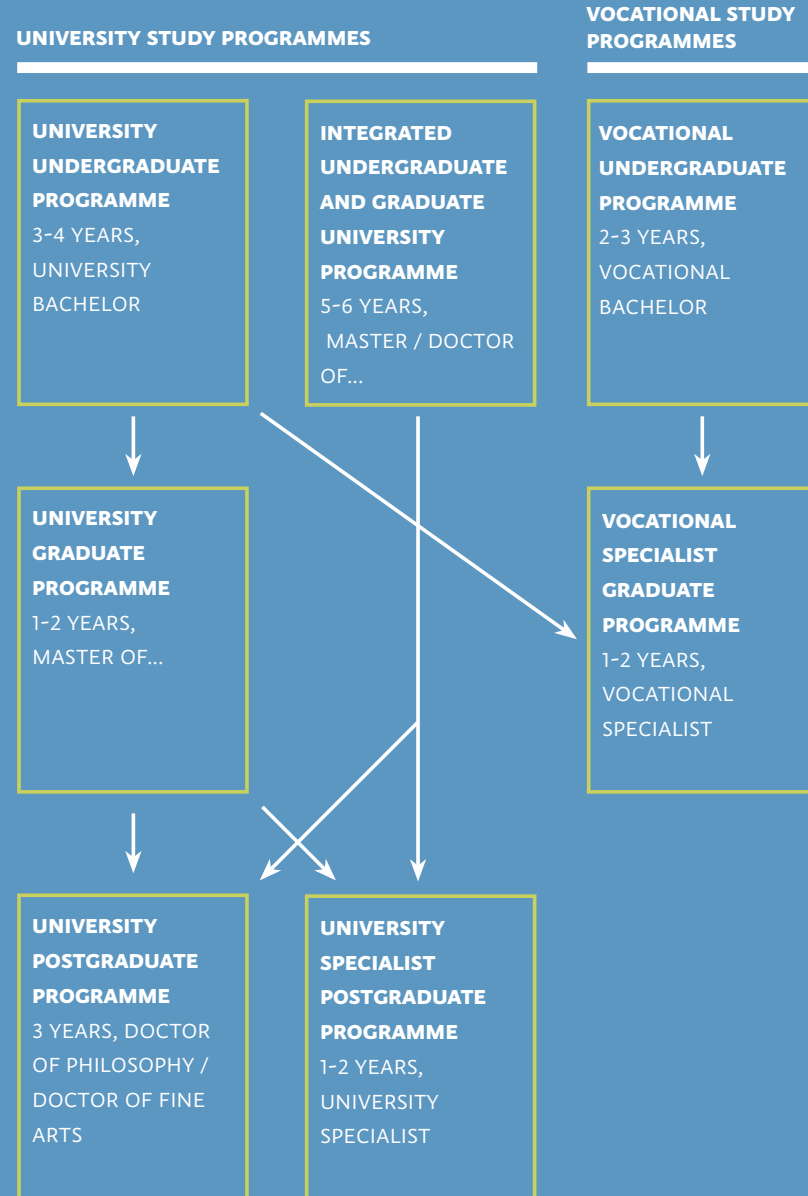 UNIVERSITY STUDY PROGRAMMES
VOCATIONAL STUDY
PROGRAMMES
UNIVERSITY
UNDERGRADUATE
PROGRAMME
3-4 YEARS,
UNIVERSITY
BACHELOR
INTEGRATED
UNDERGRADUATE
AND GRADUATE
UNIVERSITY
PROGRAMME
5-6 YEARS,
MASTER / DOCTOR
OF...
VOCATIONAL
UNDERGRADUATE
PROGRAMME
2-3 YEARS,
VOCATIONAL
BACHELOR
UNIVERSITY
GRADUATE
PROGRAMME
1-2 YEARS,
MASTER OF...
VOCATIONAL
SPECIALIST
GRADUATE
PROGRAMME
1-2 YEARS,
VOCATIONAL
SPECIALIST
UNIVERSITY
POSTGRADUATE
PROGRAMME
3 YEARS, DOCTOR
OF PHILOSOPHY /
DOCTOR OF FINE
ARTS
UNIVERSITY
SPECIALIST
POSTGRADUATE
PROGRAMME
1-2 YEARS,
UNIVERSITY
SPECIALIST